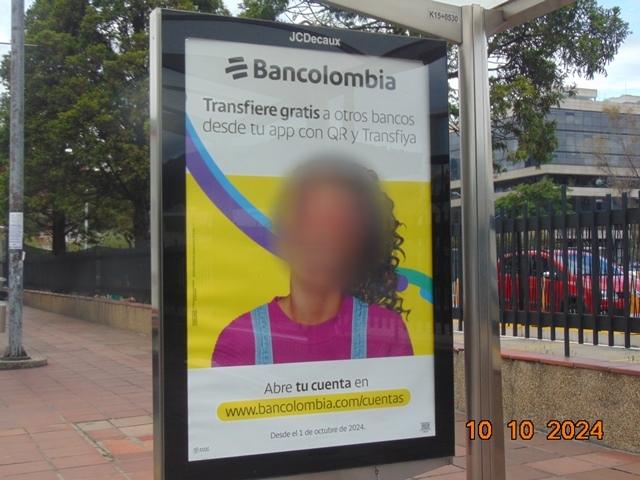 K15+0530
JCDecaux
Bancolombia
Transfiere gratis a otros bancos
desde tu app con QR y Transfiya
Abre tu cuenta en
www.bancolombia.com/cuentas
Desde el 1 de octubre de 2024.
10 10 2024